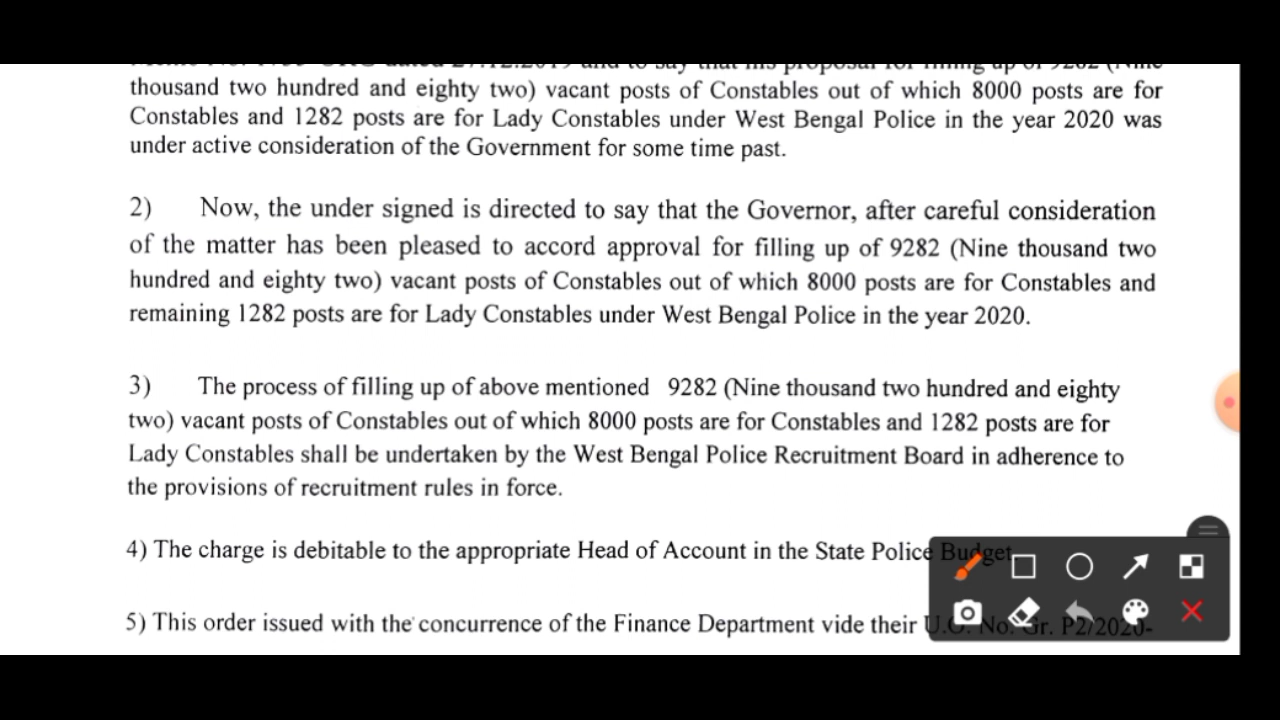 thousand two hundred and eighty two) vacant posts of Constables out of which 8000 posts are for
Constables and 1282 posts are for Lady Constables under West Bengal Police in the year 2020 was
under active consideration of the Government for some time past.
2) Now, the under signed is directed to say that the Governor, after careful consideration
of the matter has been pleased to accord approval for filling up of 9282 (Nine thousand two
hundred and eighty two) vacant posts of Constables out of which 8000 posts are for Constables and
remaining 1282 posts are for Lady Constables under West Bengal Police in the year 2020.
3) The process of filling up of above mentioned 9282 (Nine thousand two hundred and eighty
two) vacant posts of Constables out of which 8000 posts are for Constables and 1282 posts are for
Lady Constables shall be undertaken by the West Bengal Police Recruitment Board in adherence to
the provisions of recruitment rules in force.
4) The charge is debitable to the appropriate Head of Account in the State Police Budget
5) This order issued with the concurrence of the Finance Department vide their U.O. No. Gr. P2/2020-